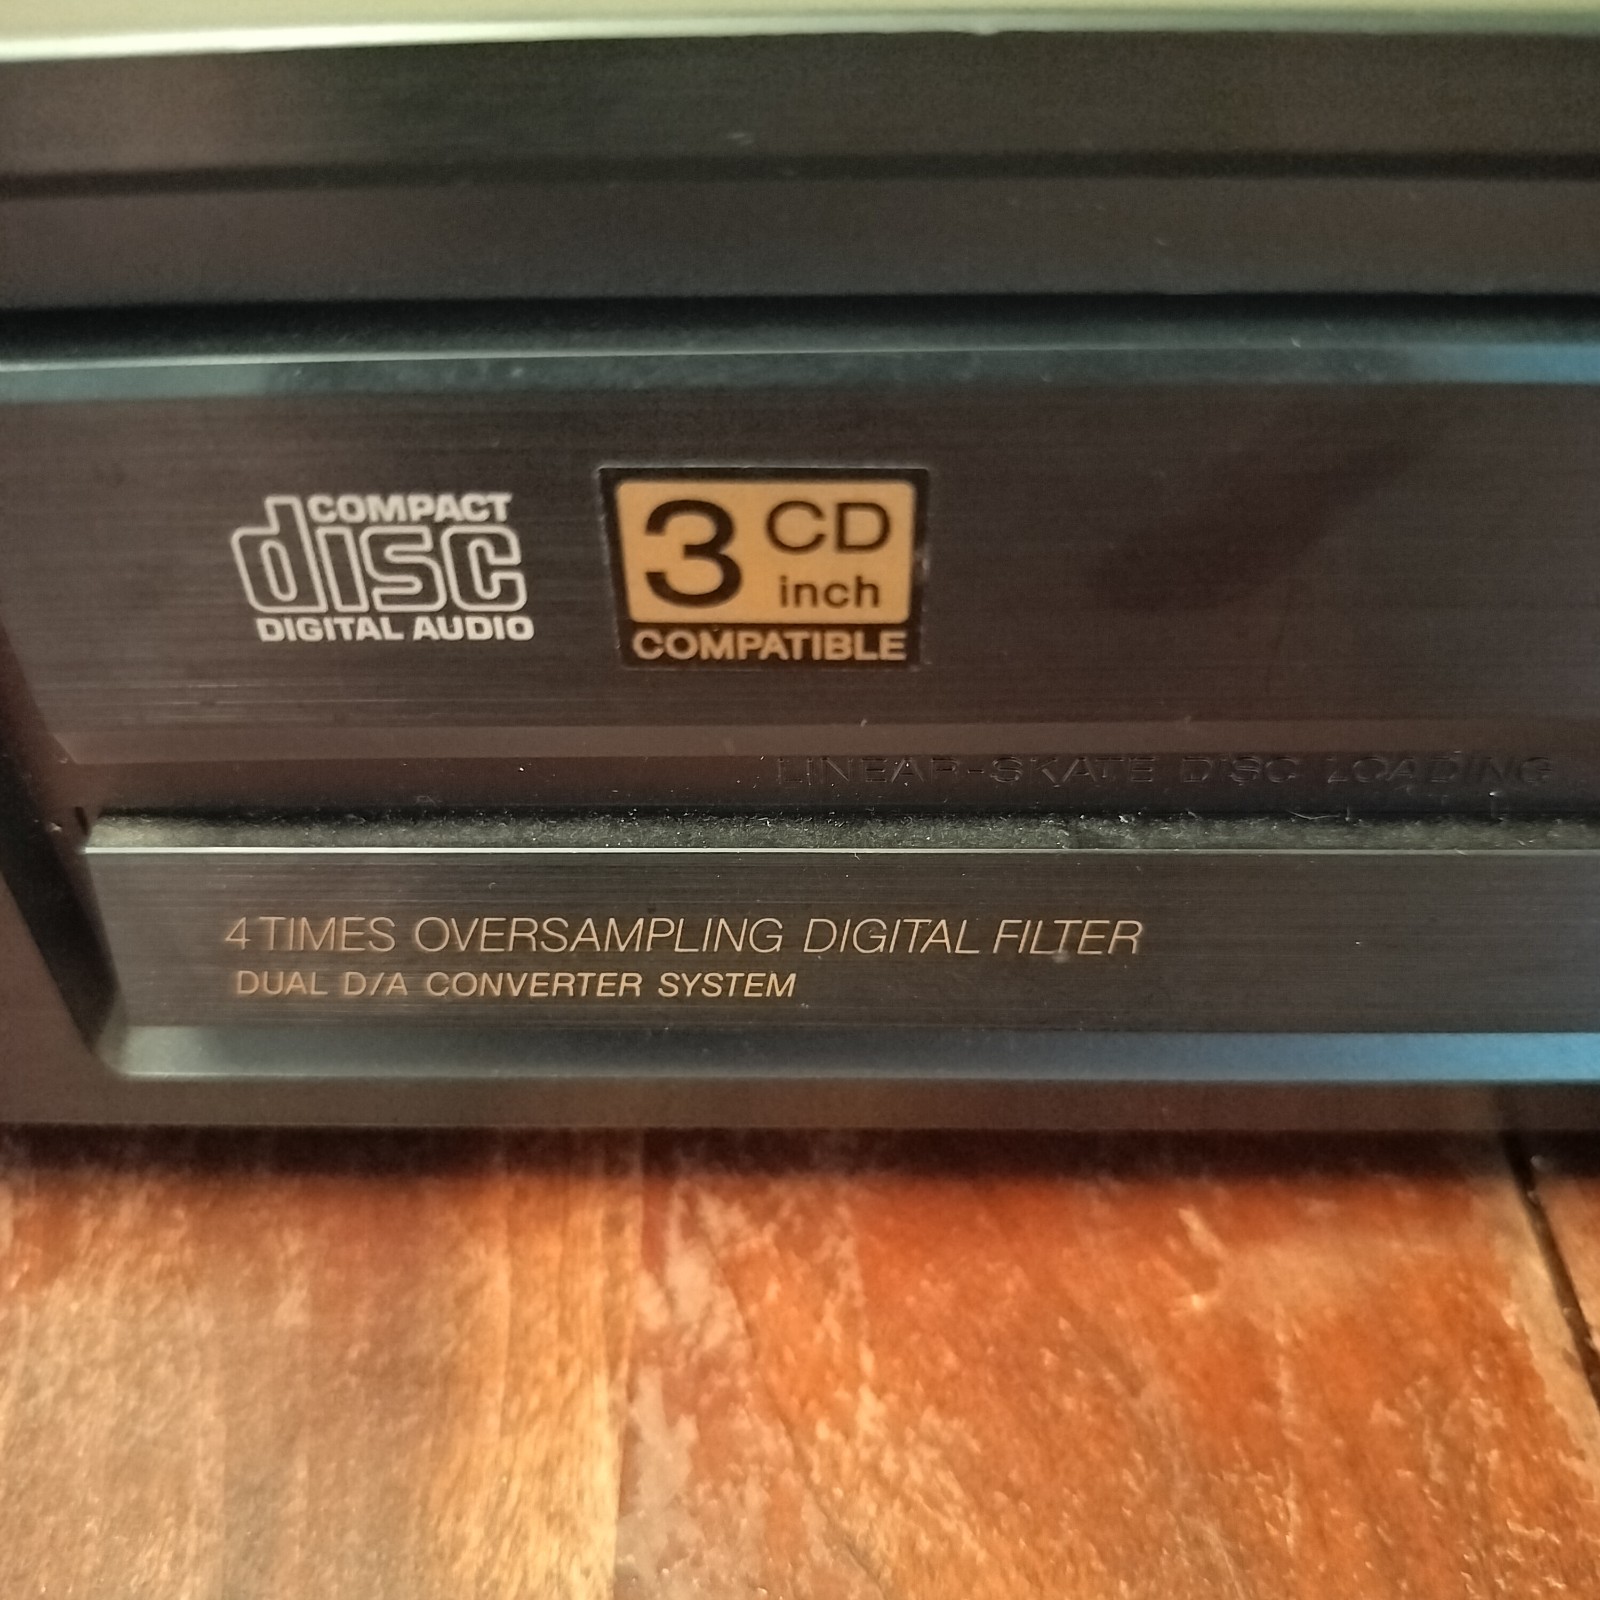 COMPACT
disc
DIGITAL AUDIO
3 CD
inch
COMPATIBLE
LINEAR-SKATE DISC LOADING
4 TIMES OVERSAMPLING DIGITAL FILTER
DUAL D/A CONVERTER SYSTEM